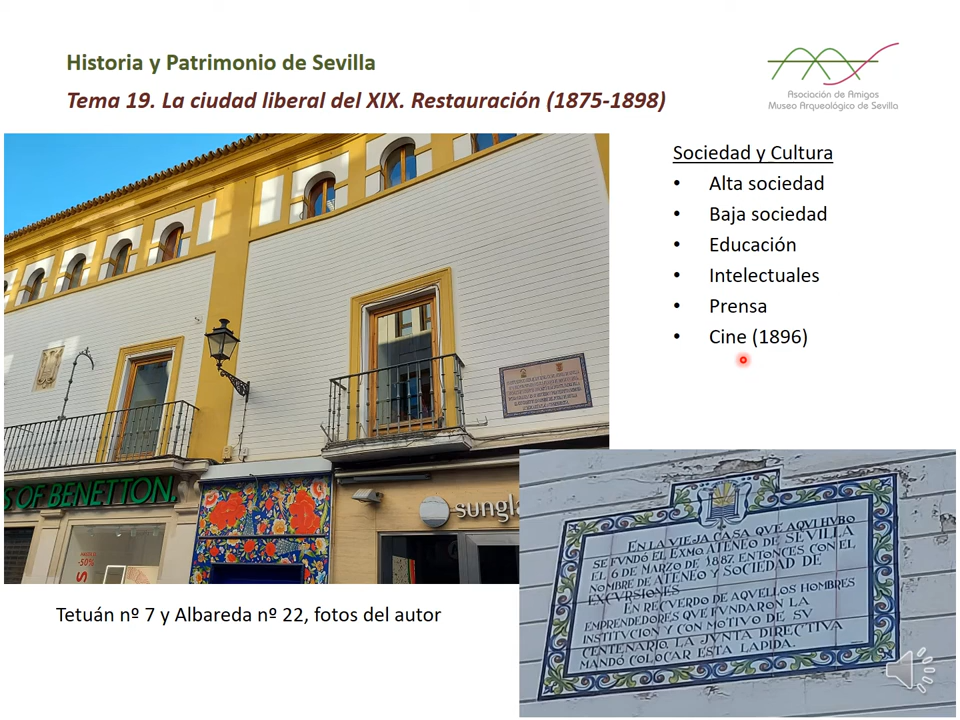 Historia y Patrimonio de Sevilla
Tema 19. La ciudad liberal del XIX. Restauración (1875-1898)
Asociación de Amigos
Museo Arqueológico de Sevilla
Sociedad y Cultura
• Alta sociedad
• Baja sociedad
• Educación
• Intelectuales
• Prensa
• Cine (1896)
S OF BENETTON.
-50%
sungla
EN LA VIEJA CASA QUE AQUI HUBO
SE FUNDÓ EL EXMO ATENEO DE SEVILLA
EL 6 DE MARZO DE 1887, ENTONCES CON EL
NOMBRE DE ATENEO Y SOCIEDAD DE
EXCURSIONES
EN RECUERDO DE AQUELLOS HOMBRES
EMPRENDEDORES QUE FUNDARON LA
INSTITUCION Y CON MOTIVO DE SU
CENTENARIO, LA JUNTA DIRECTIVA
MANDÓ COLOCAR ESTA LAPIDA.
Tetuán nº 7 y Albareda nº 22, fotos del autor